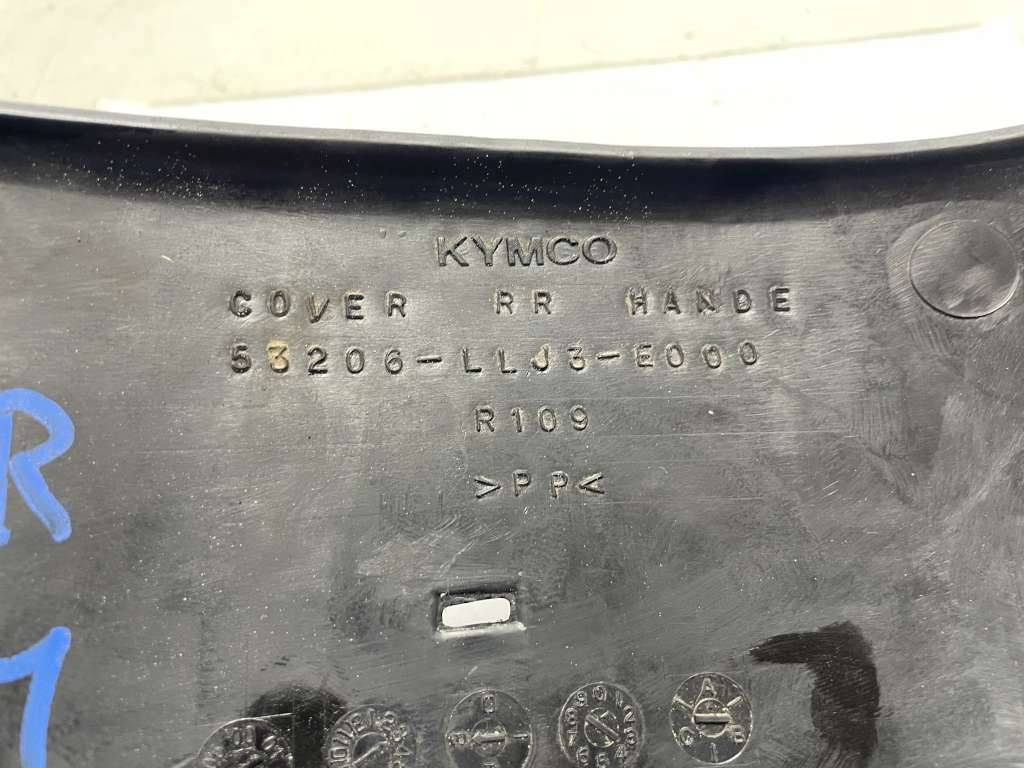 KYMCO
COVER RR HANDE
53206-LLJ3-E000
R109
>PP<
R